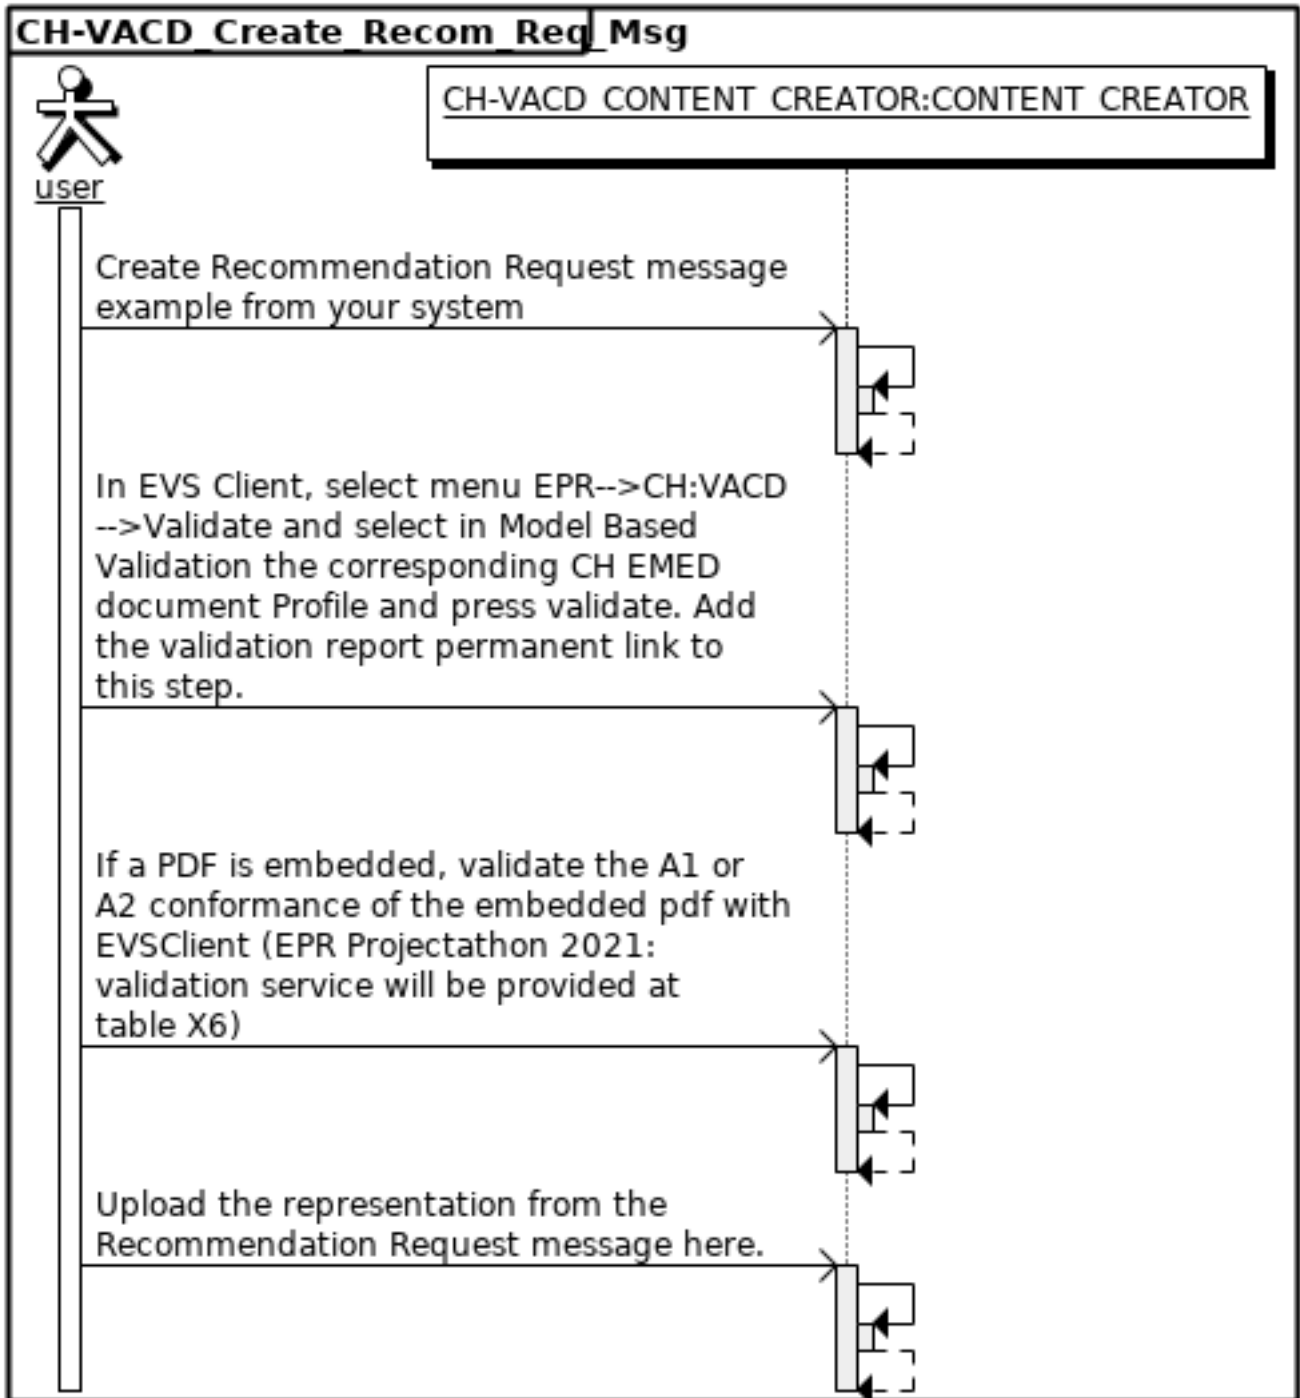 CH-VACD_Create_Recom_Req_Msg
CH-VACD_CONTENT_CREATOR:CONTENT_CREATOR
user
Create Recommendation Request message
example from your system
In EVS Client, select menu EPR-->CH:VACD
-->Validate and select in Model Based
Validation the corresponding CH EMED
document Profile and press validate. Add
the validation report permanent link to
this step.
If a PDF is embedded, validate the A1 or
A2 conformance of the embedded pdf with
EVSClient (EPR Projectathon 2021:
validation service will be provided at
table X6)
Upload the representation from the
Recommendation Request message here.